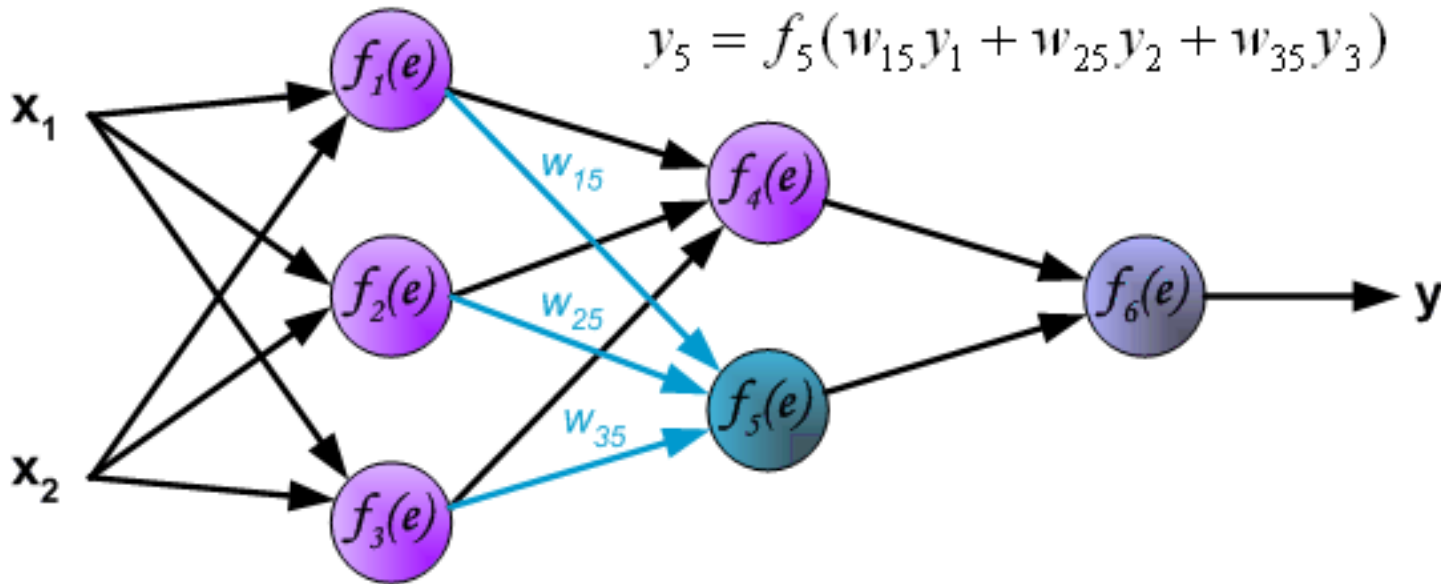 y₅ = f₅(w₁₅y₁ + w₂₅y₂ + w₃₅y₃)
f₁(e)
x₁
w₁₅
f₄(e)
f₂(e)
w₂₅
f₆(e)
y
f₅(e)
w₃₅
x₂
f₃(e)